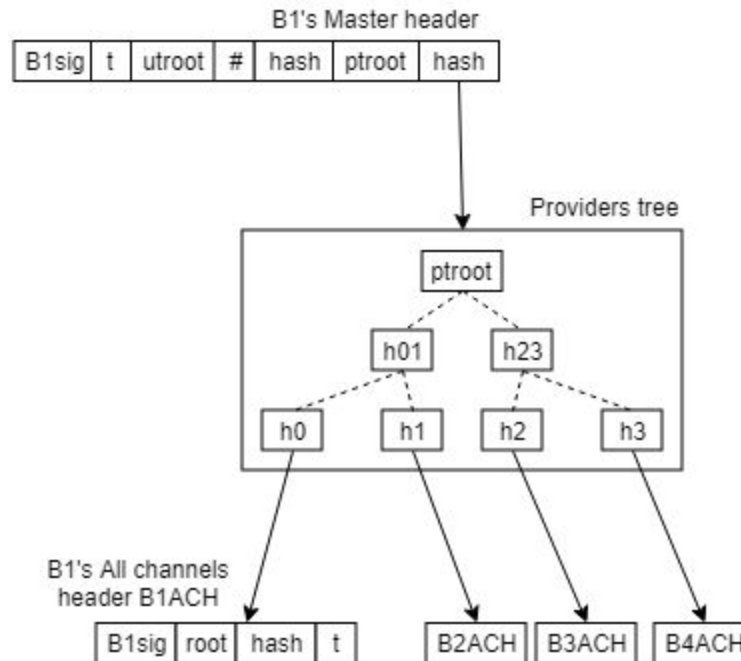 B1's Master header
B1sig t utroot # hash ptroot hash
Providers tree
ptroot
h01 h23
h0 h1 h2 h3
B1's All channels
header B1ACH
B1sig root hash t B2ACH B3ACH B4ACH